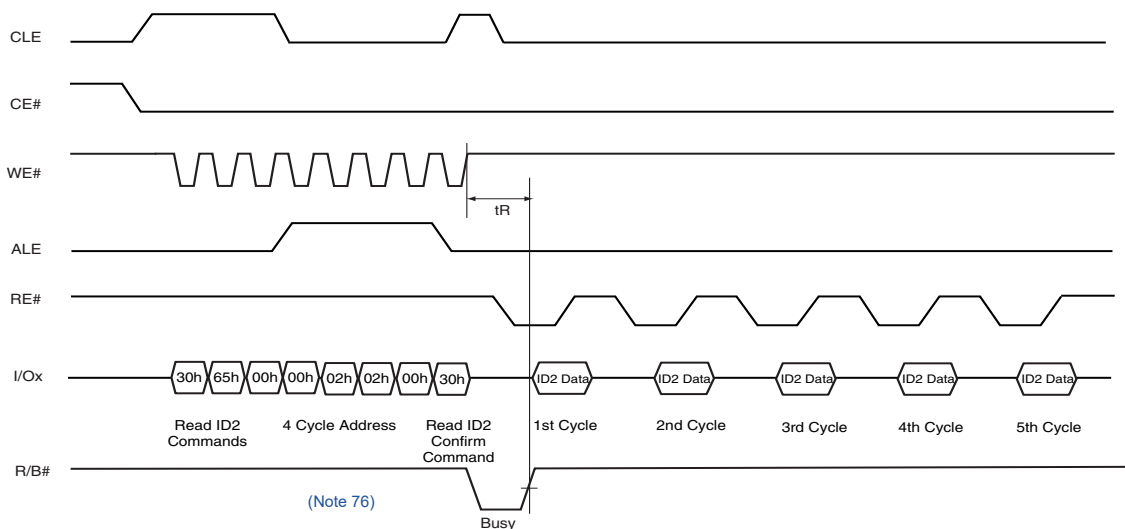 CLE
CE#
WE#
tR
ALE
RE#
I/Ox
30h 65h 00h 00h 02h 02h 00h 30h ID2 Data ID2 Data ID2 Data ID2 Data ID2 Data
Read ID2
Commands
4 Cycle Address
Read ID2
Confirm
Command
1st Cycle
2nd Cycle
3rd Cycle
4th Cycle
5th Cycle
R/B#
(Note 76)
Busy